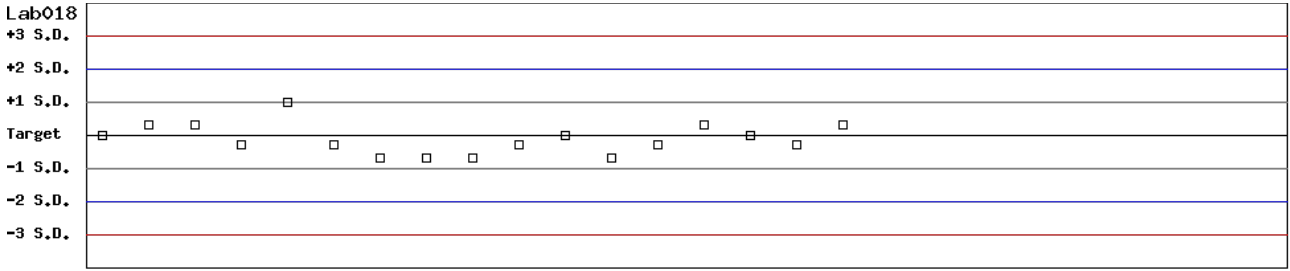 Lab018
+3 S.D.
+2 S.D.
+1 S.D.
Target
-1 S.D.
-2 S.D.
-3 S.D.